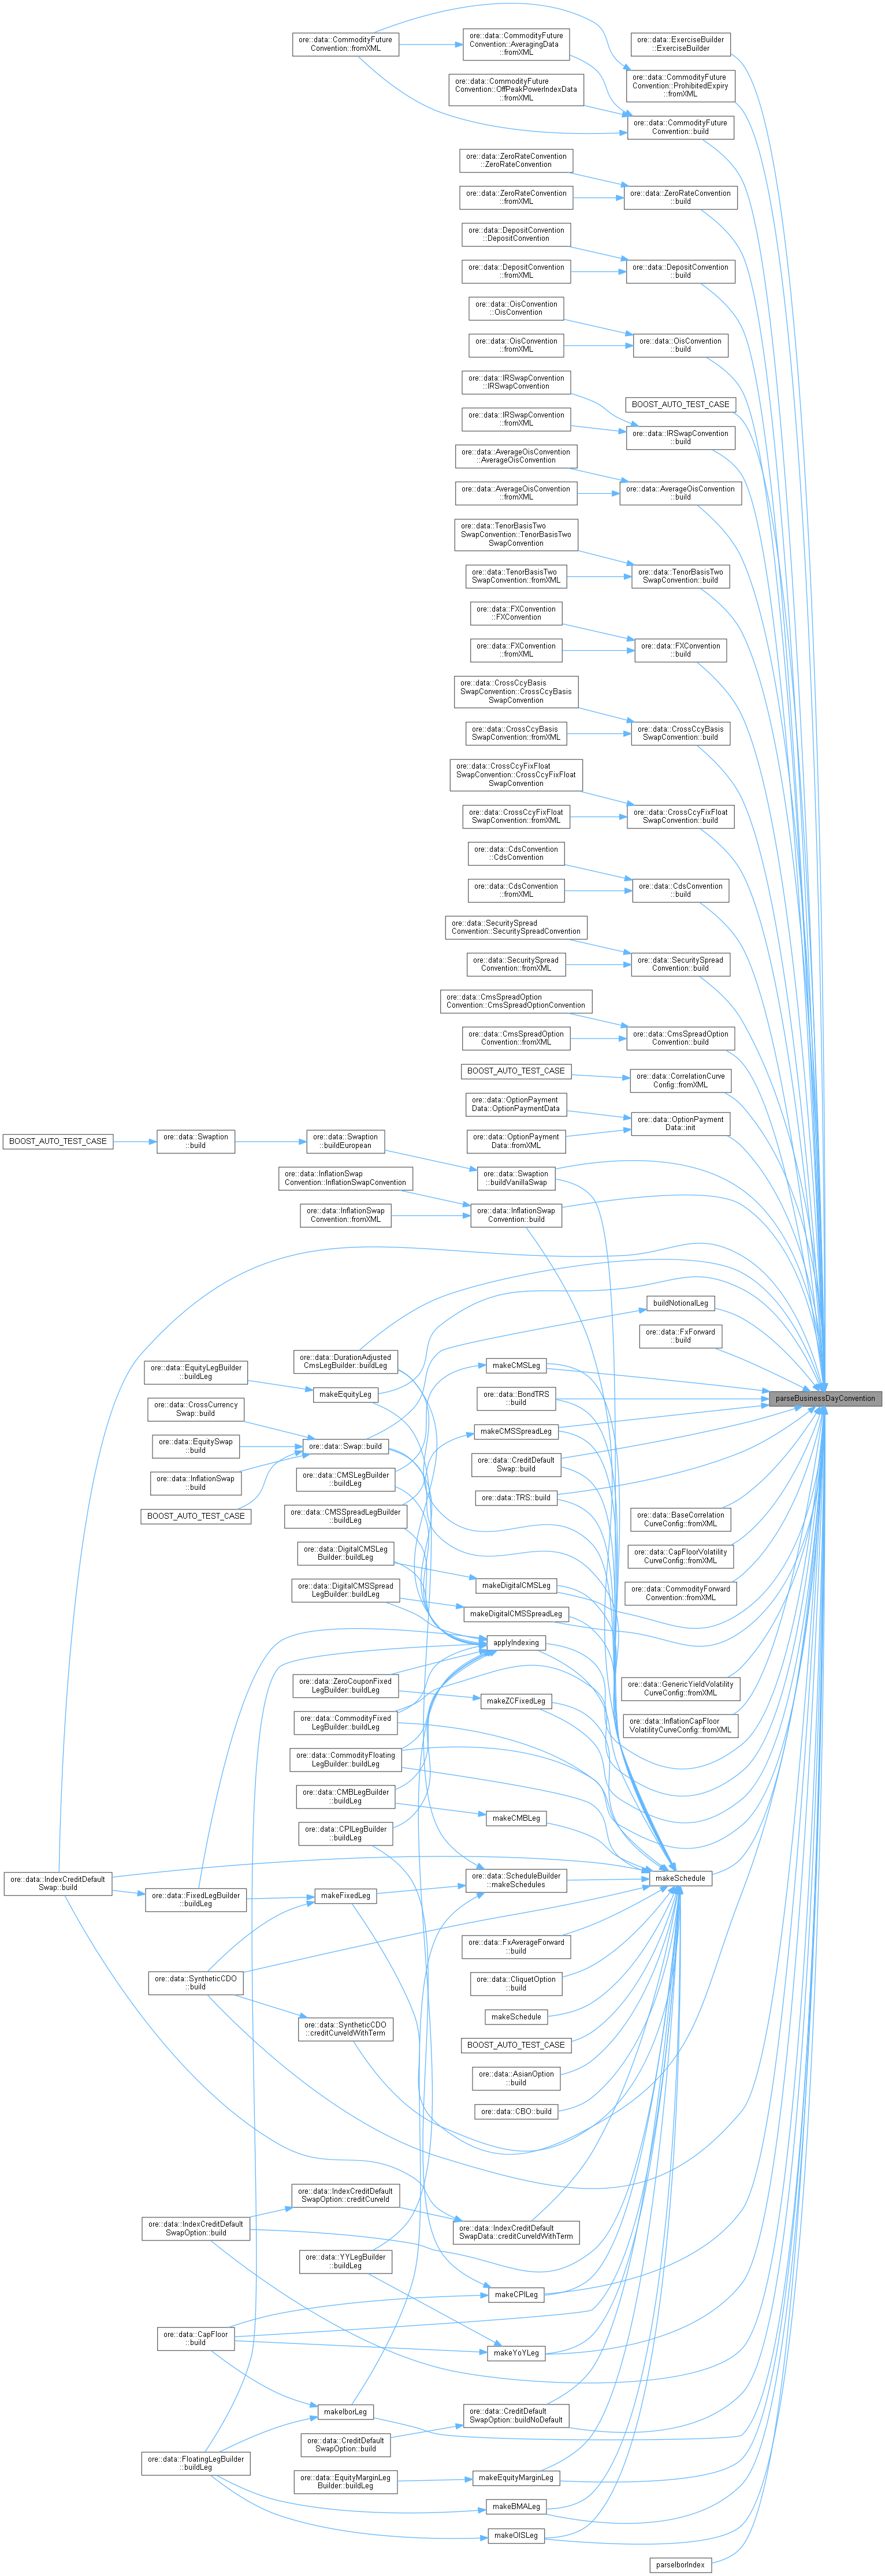 ore::data::ExerciseBuilder
::ExerciseBuilder
ore::data::CommodityFuture
Convention::fromXML
ore::data::CommodityFuture
Convention::AveragingData
::fromXML
ore::data::CommodityFuture
Convention::ProhibitedExpiry
::fromXML
ore::data::CommodityFuture
Convention::OffPeakPowerIndexData
::fromXML
ore::data::CommodityFuture
Convention::build
ore::data::ZeroRateConvention
::ZeroRateConvention
ore::data::ZeroRateConvention
::fromXML
ore::data::ZeroRateConvention
::build
ore::data::DepositConvention
::DepositConvention
ore::data::DepositConvention
::fromXML
ore::data::DepositConvention
::build
ore::data::OisConvention
::OisConvention
ore::data::OisConvention
::fromXML
ore::data::OisConvention
::build
ore::data::IRSwapConvention
::IRSwapConvention
BOOST_AUTO_TEST_CASE
ore::data::IRSwapConvention
::fromXML
ore::data::IRSwapConvention
::build
ore::data::AverageOisConvention
::AverageOisConvention
ore::data::AverageOisConvention
::fromXML
ore::data::AverageOisConvention
::build
ore::data::TenorBasisTwo
SwapConvention::TenorBasisTwo
SwapConvention
ore::data::TenorBasisTwo
SwapConvention::fromXML
ore::data::TenorBasisTwo
SwapConvention::build
ore::data::FXConvention
::FXConvention
ore::data::FXConvention
::fromXML
ore::data::FXConvention
::build
ore::data::CrossCcyBasis
SwapConvention::CrossCcyBasis
SwapConvention
ore::data::CrossCcyBasis
SwapConvention::fromXML
ore::data::CrossCcyBasis
SwapConvention::build
ore::data::CrossCcyFixFloat
SwapConvention::CrossCcyFixFloat
SwapConvention
ore::data::CrossCcyFixFloat
SwapConvention::fromXML
ore::data::CrossCcyFixFloat
SwapConvention::build
ore::data::CdsConvention
::CdsConvention
ore::data::CdsConvention
::fromXML
ore::data::CdsConvention
::build
ore::data::SecuritySpread
Convention::SecuritySpreadConvention
ore::data::SecuritySpread
Convention::fromXML
ore::data::SecuritySpread
Convention::build
ore::data::CmsSpreadOption
Convention::CmsSpreadOptionConvention
ore::data::CmsSpreadOption
Convention::fromXML
ore::data::CmsSpreadOption
Convention::build
BOOST_AUTO_TEST_CASE
ore::data::CorrelationCurve
Config::fromXML
ore::data::OptionPayment
Data::OptionPaymentData
ore::data::OptionPayment
Data::fromXML
ore::data::OptionPayment
Data::init
BOOST_AUTO_TEST_CASE
ore::data::Swaption
::build
ore::data::Swaption
::buildEuropean
ore::data::Swaption
::buildVanillaSwap
ore::data::InflationSwap
Convention::InflationSwapConvention
ore::data::InflationSwap
Convention::fromXML
ore::data::InflationSwap
Convention::build
buildNotionalLeg
ore::data::FxForward
::build
ore::data::DurationAdjusted
CmsLegBuilder::buildLeg
makeCMSLeg
ore::data::EquityLegBuilder
::buildLeg
makeEquityLeg
ore::data::BondTRS
::build
parseBusinessDayConvention
ore::data::CrossCurrency
Swap::build
makeCMSSpreadLeg
ore::data::EquitySwap
::build
ore::data::Swap::build
ore::data::CreditDefault
Swap::build
ore::data::InflationSwap
::build
ore::data::CMSLegBuilder
::buildLeg
ore::data::TRS::build
BOOST_AUTO_TEST_CASE
ore::data::CMSSpreadLegBuilder
::buildLeg
ore::data::BaseCorrelation
CurveConfig::fromXML
ore::data::DigitalCMSLeg
Builder::buildLeg
ore::data::CapFloorVolatility
CurveConfig::fromXML
ore::data::DigitalCMSSpread
LegBuilder::buildLeg
makeDigitalCMSLeg
ore::data::CommodityForward
Convention::fromXML
makeDigitalCMSSpreadLeg
applyIndexing
ore::data::ZeroCouponFixed
LegBuilder::buildLeg
makeZCFixedLeg
ore::data::GenericYieldVolatility
CurveConfig::fromXML
ore::data::CommodityFixed
LegBuilder::buildLeg
ore::data::InflationCapFloor
VolatilityCurveConfig::fromXML
ore::data::CommodityFloating
LegBuilder::buildLeg
ore::data::CMBLegBuilder
::buildLeg
makeCMBLeg
ore::data::CPILegBuilder
::buildLeg
ore::data::IndexCreditDefault
Swap::build
ore::data::FixedLegBuilder
::buildLeg
makeFixedLeg
ore::data::ScheduleBuilder
::makeSchedules
makeSchedule
ore::data::FxAverageForward
::build
ore::data::SyntheticCDO
::build
ore::data::CliquetOption
::build
ore::data::SyntheticCDO
::creditCurveIdWithTerm
makeSchedule
BOOST_AUTO_TEST_CASE
ore::data::AsianOption
::build
ore::data::CBO::build
ore::data::IndexCreditDefault
SwapOption::creditCurveId
ore::data::IndexCreditDefault
SwapOption::build
ore::data::IndexCreditDefault
SwapData::creditCurveIdWithTerm
ore::data::YYLegBuilder
::buildLeg
makeCPILeg
ore::data::CapFloor
::build
makeYoYLeg
makeIborLeg
ore::data::CreditDefault
SwapOption::buildNoDefault
ore::data::CreditDefault
SwapOption::build
ore::data::FloatingLegBuilder
::buildLeg
ore::data::EquityMarginLeg
Builder::buildLeg
makeEquityMarginLeg
makeBMALeg
makeOISLeg
parseIborIndex